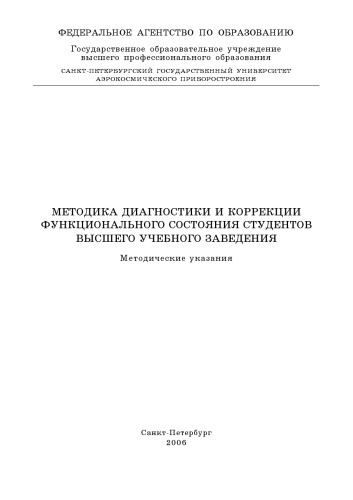 ФЕДЕРАЛЬНОЕ АГЕНТСТВО ПО ОБРАЗОВАНИЮ
Государственное образовательное учреждение
высшего профессионального образования
САНКТ-ПЕТЕРБУРГСКИЙ ГОСУДАРСТВЕННЫЙ УНИВЕРСИТЕТ
АЭРОКОСМИЧЕСКОГО ПРИБОРОСТРОЕНИЯ
МЕТОДИКА ДИАГНОСТИКИ И КОРРЕКЦИИ
ФУНКЦИОНАЛЬНОГО СОСТОЯНИЯ СТУДЕНТОВ
ВЫСШЕГО УЧЕБНОГО ЗАВЕДЕНИЯ
Методические указания
Санкт-Петербург
2006